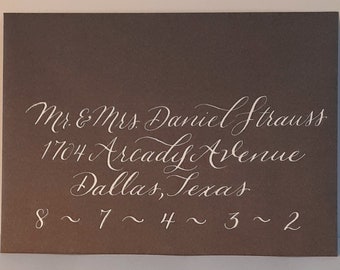 Mr. & Mrs. Daniel Strauss
1704 Arcady Avenue
Dallas, Texas
8 ~ 7 ~ 4 ~ 3 ~ 2